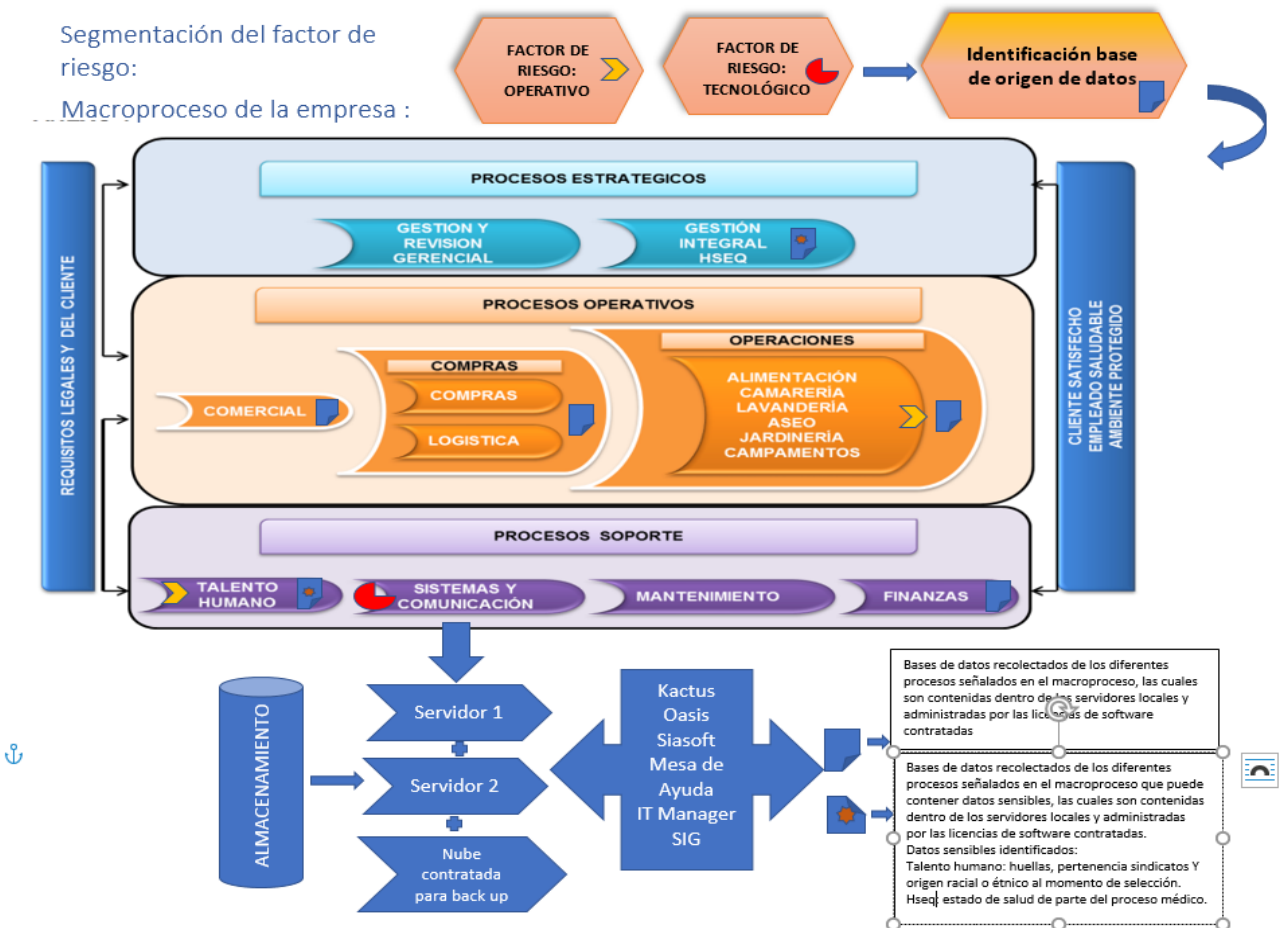 Segmentación del factor de
riesgo:
Macroproceso de la empresa :
FACTOR DE
RIESGO:
OPERATIVO
FACTOR DE
RIESGO:
TECNOLÓGICO
Identificación base
de origen de datos
REQUISITOS LEGALES Y DEL CLIENTE
PROCESOS ESTRATEGICOS
GESTION Y
REVISION
GERENCIAL
GESTIÓN
INTEGRAL
HSEQ
PROCESOS OPERATIVOS
COMERCIAL
COMPRAS
COMPRAS
LOGISTICA
OPERACIONES
ALIMENTACIÓN
CAMARERÍA
LAVANDERÍA
ASEO
JARDINERÍA
CAMPAMENTOS
PROCESOS SOPORTE
TALENTO
HUMANO
SISTEMAS Y
COMUNICACIÓN
MANTENIMIENTO
FINANZAS
CLIENTE SATISFECHO
EMPLEADO SALUDABLE
AMBIENTE PROTEGIDO
ALMACENAMIENTO
Servidor 1
Servidor 2
Nube
contratada
para back up
Kactus
Oasis
Siasoft
Mesa de
Ayuda
IT Manager
SIG
Bases de datos recolectados de los diferentes
procesos señalados en el macroproceso, las cuales
son contenidas dentro de los servidores locales y
administradas por las licencias de software
contratadas
Bases de datos recolectados de los diferentes
procesos señalados en el macroproceso que puede
contener datos sensibles, las cuales son contenidas
dentro de los servidores locales y administradas
por las licencias de software contratadas.
Datos sensibles identificados:
Talento humano: huellas, pertenencia sindicatos Y
origen racial o étnico al momento de selección.
Hseq: estado de salud de parte del proceso médico.